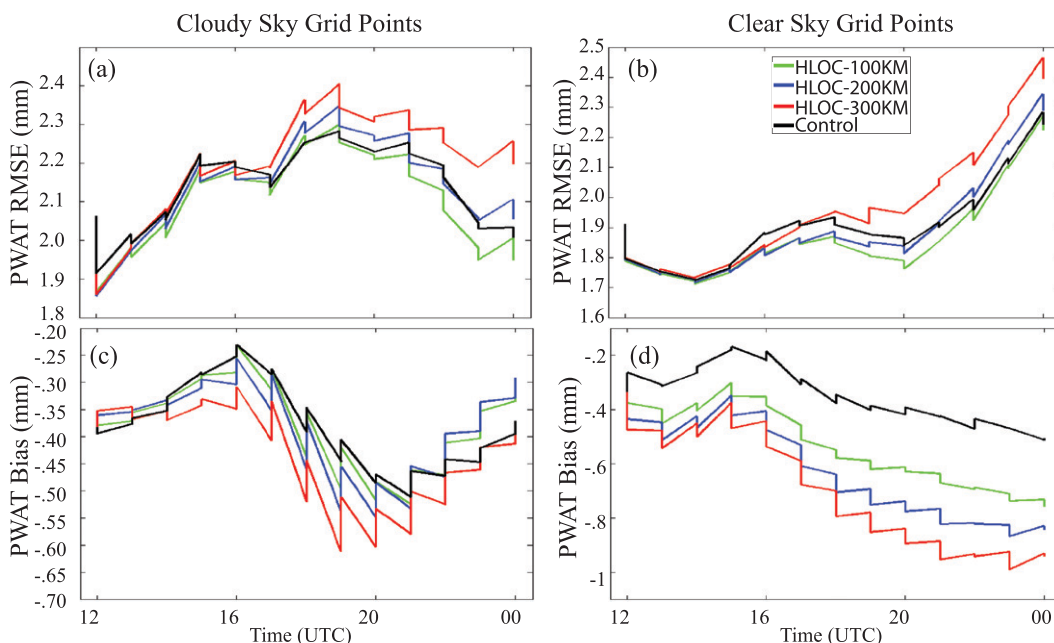 Cloudy Sky Grid Points
Clear Sky Grid Points
(a)
PWAT RMSE (mm)
2.4
2.3
2.2
2.1
2.0
1.9
1.8
(b)
PWAT RMSE (mm)
2.5
2.4
2.3
2.2
2.1
2.0
1.9
1.8
1.7
1.6
HLOC-100KM
HLOC-200KM
HLOC-300KM
Control
(c)
PWAT Bias (mm)
-.20
-.25
-.30
-.35
-.40
-.45
-.50
-.55
-.60
-.65
-.70
12 16 20 00
Time (UTC)
(d)
PWAT Bias (mm)
-.2
-.4
-.6
-.8
-1
12 16 20 00
Time (UTC)